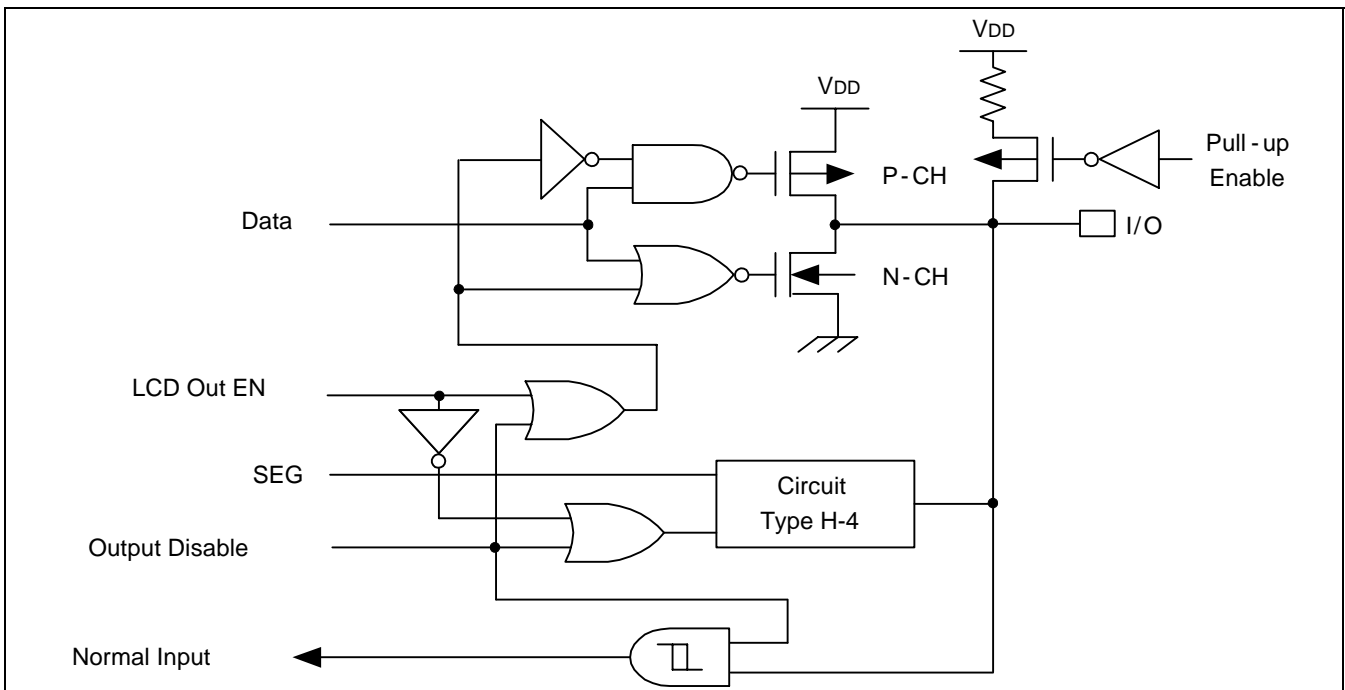 VDD
VDD
Pull-up
Enable
P-CH
Data
I/O
N-CH
LCD Out EN
SEG
Circuit
Type H-4
Output Disable
Normal Input